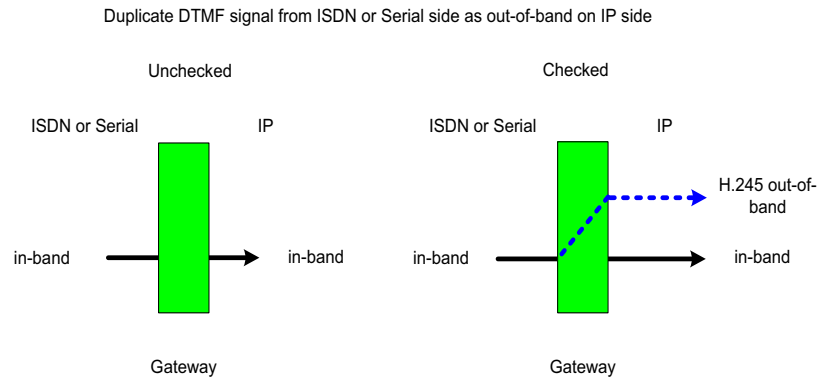 Duplicate DTMF signal from ISDN or Serial side as out-of-band on IP side
Unchecked
Checked
ISDN or Serial
IP
ISDN or Serial
IP
H.245 out-of-
band
in-band
in-band
in-band
in-band
Gateway
Gateway